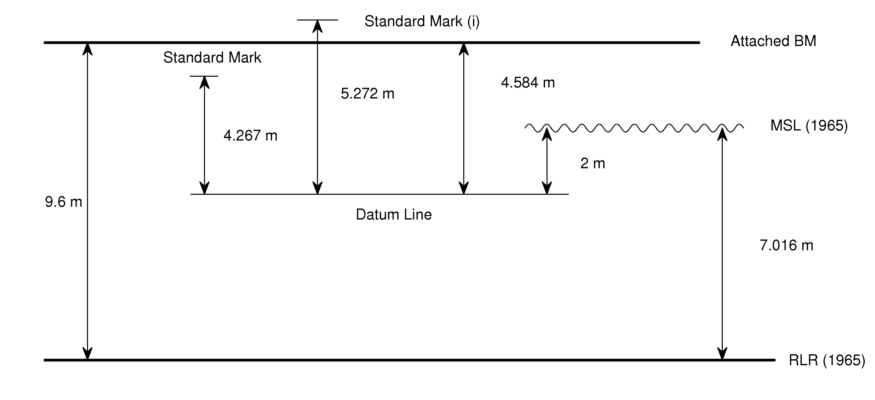 Standard Mark (i)
Attached BM
Standard Mark
4.584 m
5.272 m
MSL (1965)
4.267 m
2 m
9.6 m
Datum Line
7.016 m
RLR (1965)